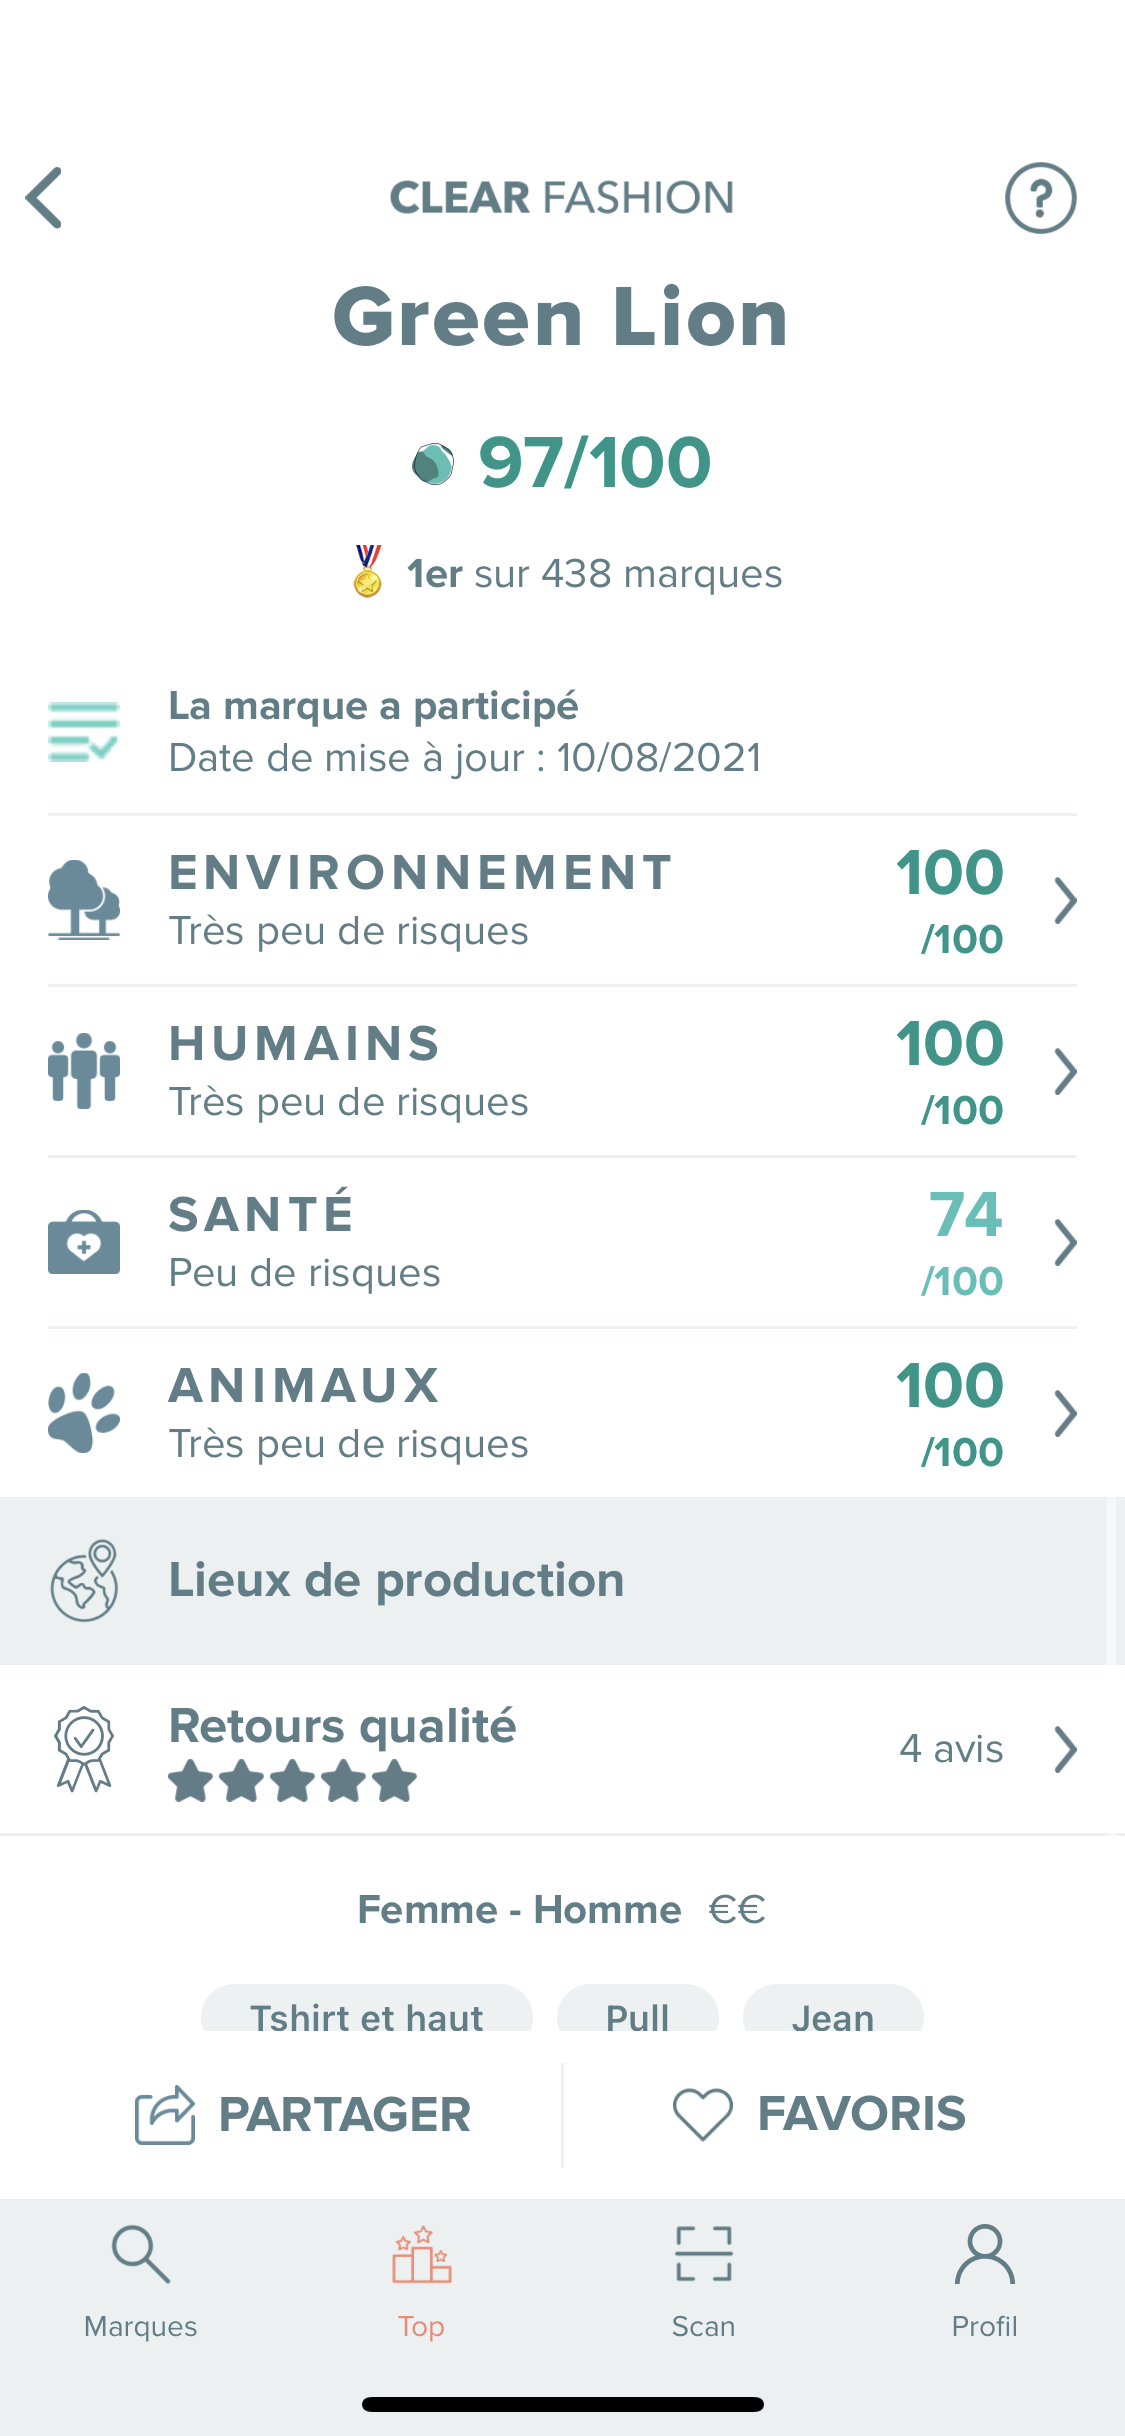 CLEAR FASHION
?
Green Lion
97/100
1er sur 438 marques
La marque a participé
Date de mise à jour : 10/08/2021
ENVIRONNEMENT
Très peu de risques
100
/100
HUMAINS
Très peu de risques
100
/100
SANTÉ
Peu de risques
74
/100
ANIMAUX
Très peu de risques
100
/100
Lieux de production
Retours qualité
4 avis
Femme - Homme €€
Tshirt et haut Pull Jean
PARTAGER FAVORIS
Marques Top Scan Profil